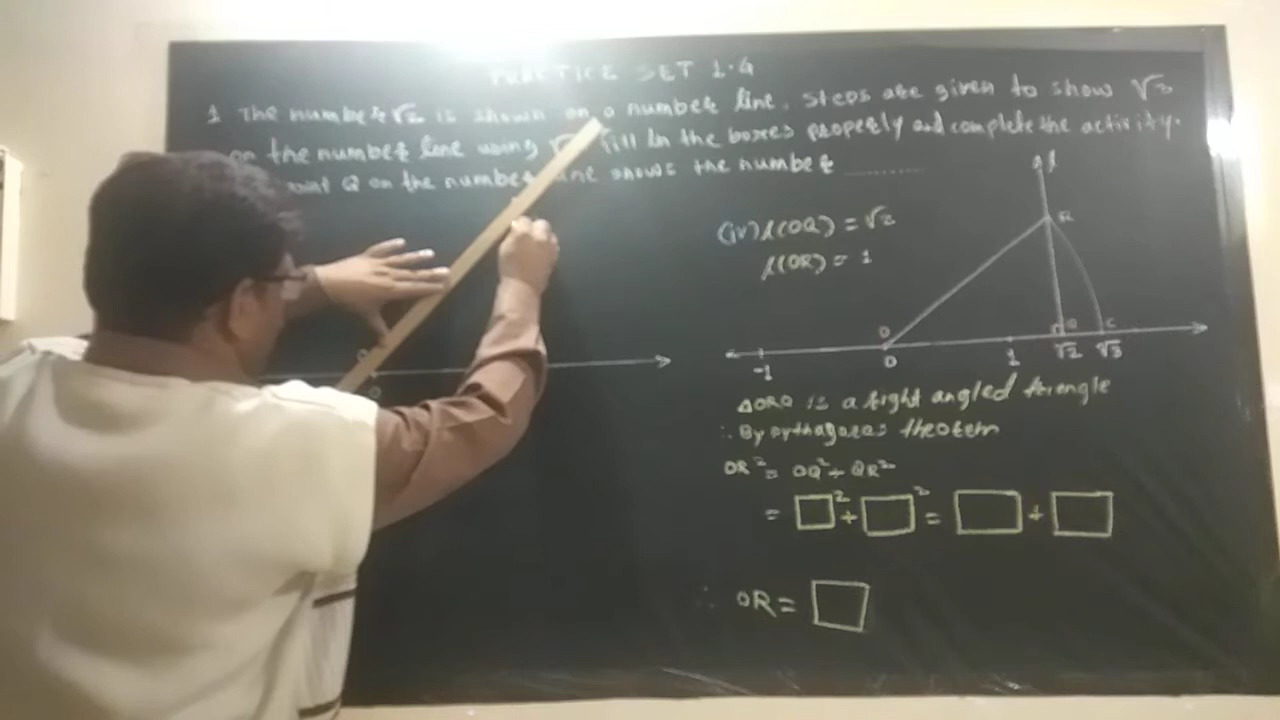 PRACTICE SET 1.4
1 The number √2 is shown on a number line. Steps are given to show √3
on the number line using √ Fill in the boxes properly and complete the activity.
point Q on the number line shows the number ..........
(iv) l(OQ) = √2
l(OR) = 1
R
O Q C
-1 0 1 √2 √3
△ORQ is a right angled triangle
∴ By pythagoras theorem
OR² = OQ² + QR²
= □² + □² = □ + □
∴ OR = □
O
0